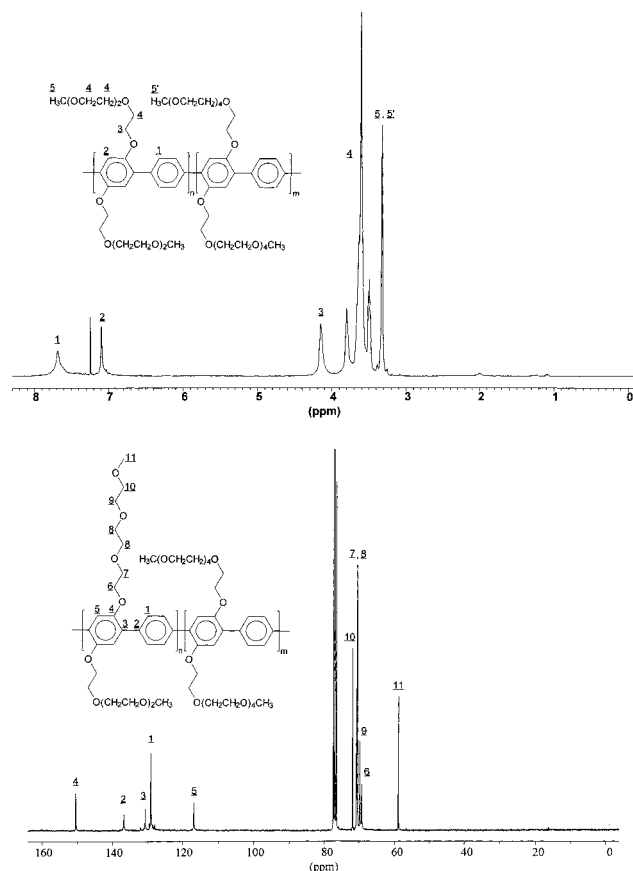 5 4 4 5'
H₃C(OCH₂CH₂)₂O H₃C(OCH₂CH₂)₄O
4
3
O O
2 1
n m
O O
O(CH₂CH₂O)₂CH₃ O(CH₂CH₂O)₄CH₃
5 , 5'
4
3
2
1
8 7 6 5 4 3 2 1 0
(ppm)
11
O
10
9
O
8
8
O
7
6
H₃C(OCH₂CH₂)₄O
O O
5 4 1
3 2
n m
O O
O(CH₂CH₂O)₂CH₃ O(CH₂CH₂O)₄CH₃
7 , 8
10
11
9
6
1
4
2 3 5
160 140 120 100 80 60 40 20 0
(ppm)